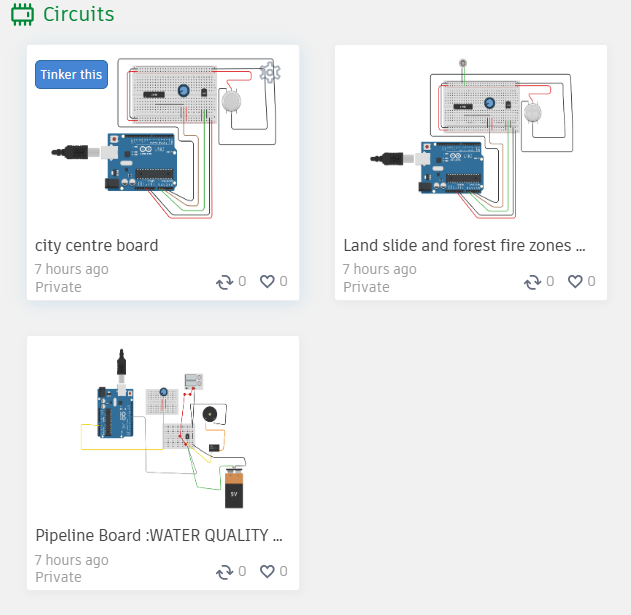 Circuits
Tinker this
city centre board
7 hours ago
Private
0 0
Land slide and forest fire zones ...
7 hours ago
Private
0 0
9V
Pipeline Board :WATER QUALITY ...
7 hours ago
Private
0 0